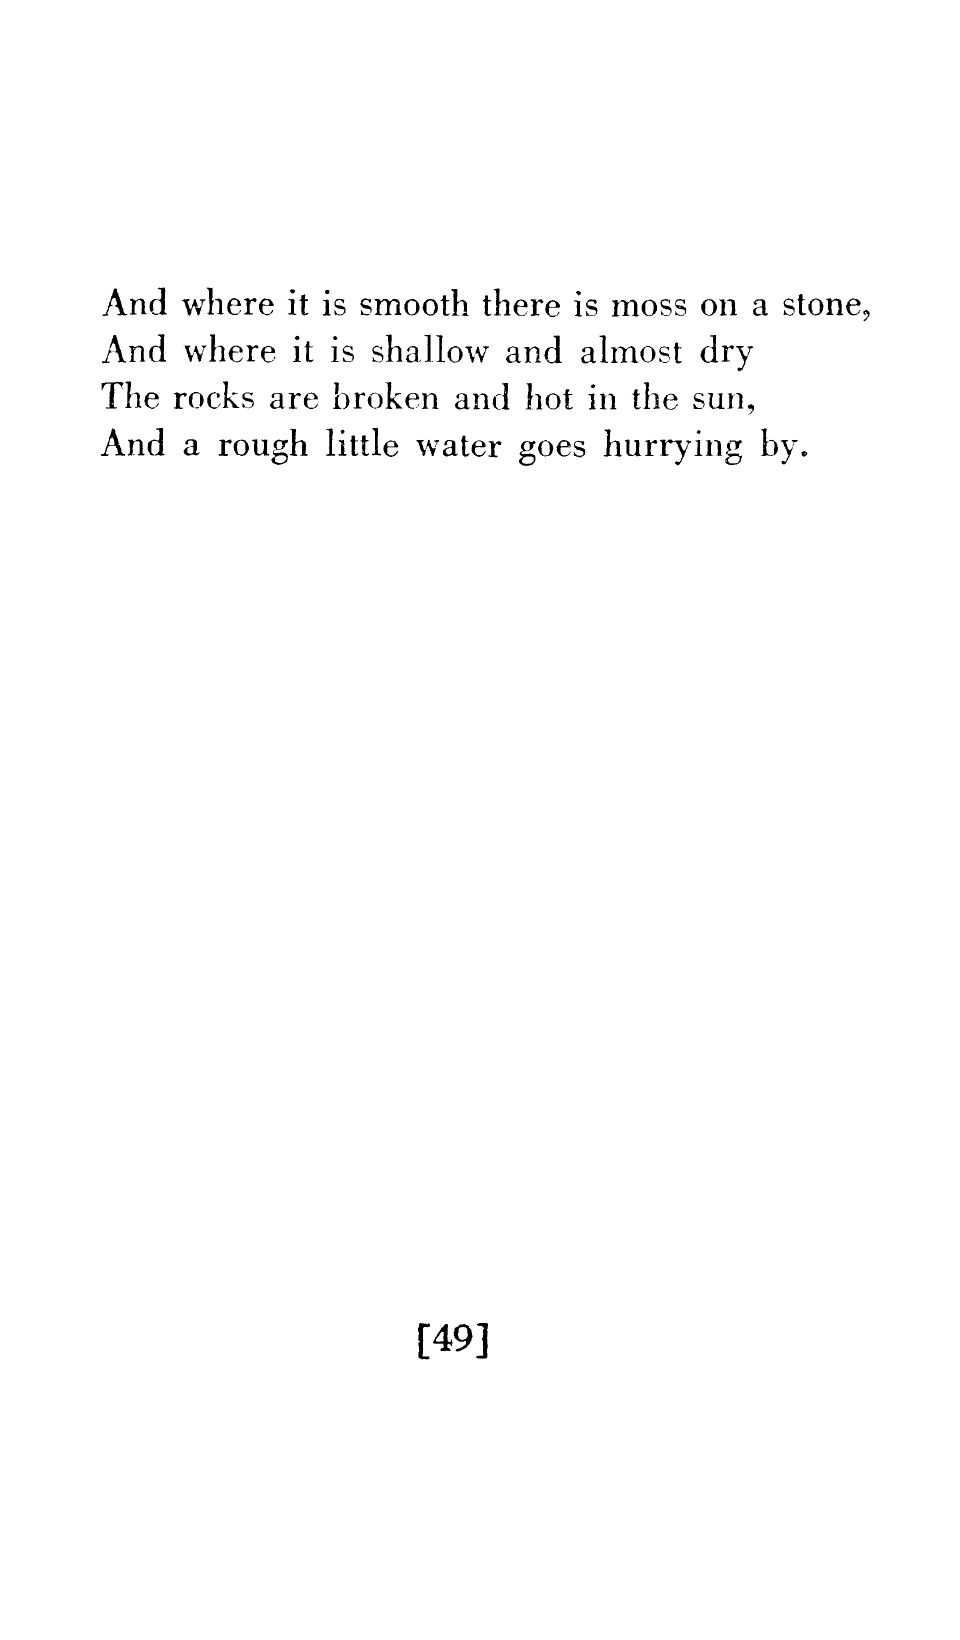 And where it is smooth there is moss on a stone,
And where it is shallow and almost dry
The rocks are broken and hot in the sun,
And a rough little water goes hurrying by.
[49]